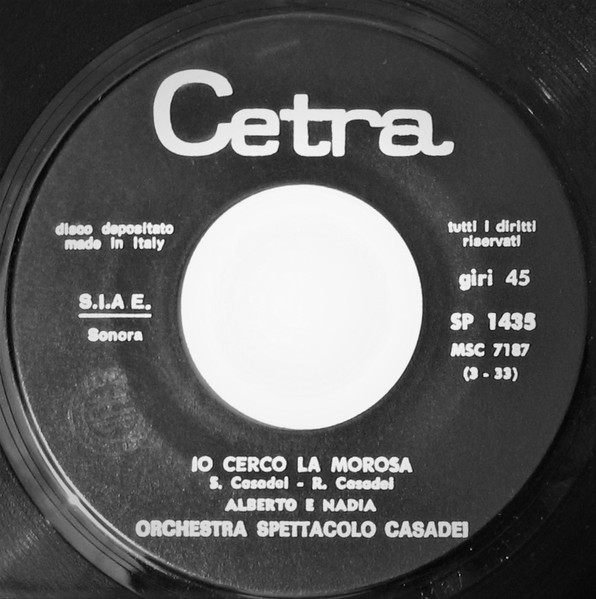 Cetra
disco depositato
made in Italy
S.I.A E.
Sonora
tutti i diritti
riservati
giri 45
SP 1435
MSC 7187
(3 - 33)
IO CERCO LA MOROSA
S. Casadei - R. Casadei
ALBERTO E NADIA
ORCHESTRA SPETTACOLO CASADEI